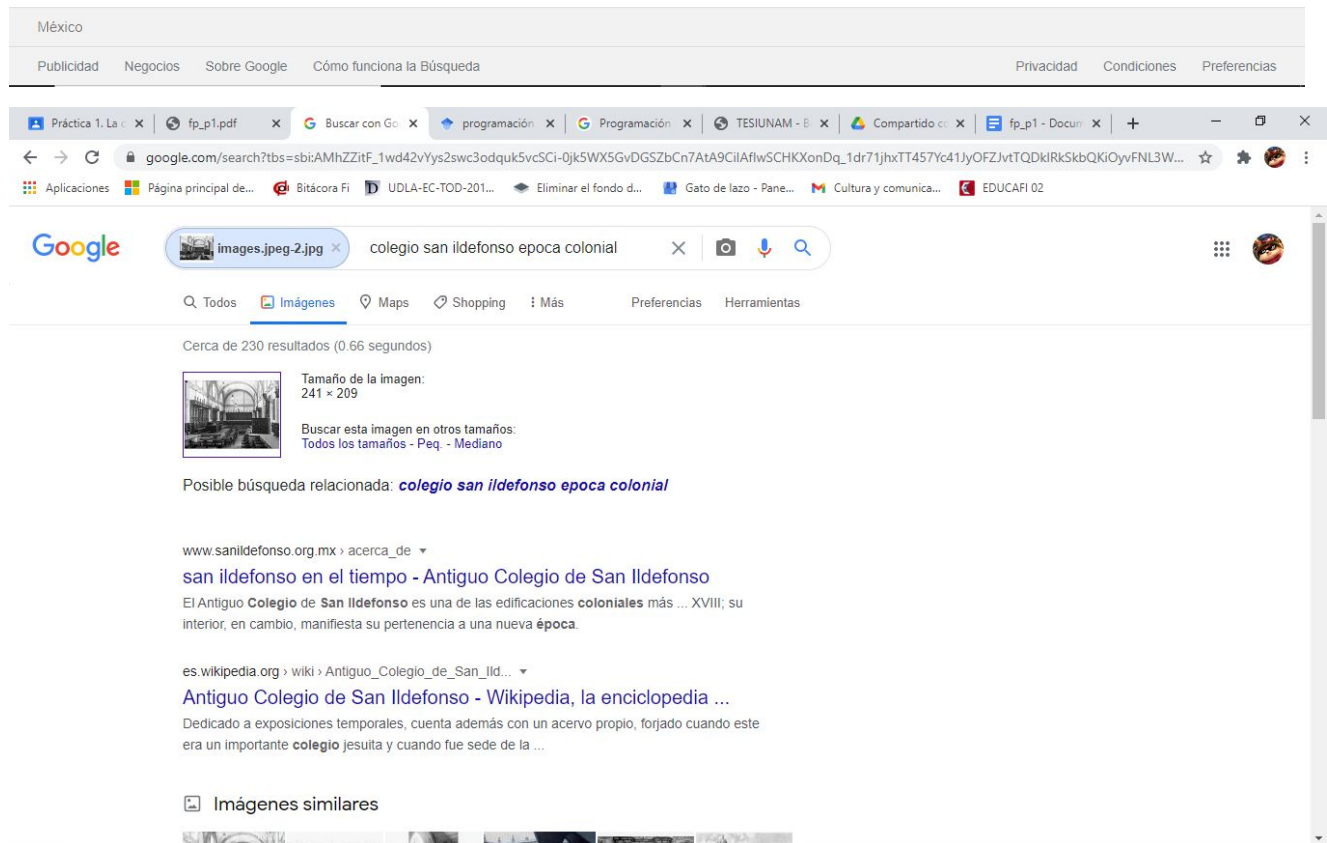 México
Publicidad Negocios Sobre Google Cómo funciona la Búsqueda Privacidad Condiciones Preferencias
Práctica 1. La c fp_p1.pdf Buscar con Go programación Programación TESIUNAM - B Compartido co fp_p1 - Docum
google.com/search?tbs=sbi:AMhZZitF_1wd42vYys2swc3odquk5vcSCi-0jk5WX5GvDGSZbCn7AtA9CilAflwSCHKXonDq_1dr71jhxTT457Yc41JyOFZJvtTQDklRkSkbQKiOyvFNL3W...
Aplicaciones Página principal de... Bitácora Fi UDLA-EC-TOD-201... Eliminar el fondo d... Gato de lazo - Pane... Cultura y comunica... EDUCAFI 02
Google images.jpeg-2.jpg colegio san ildefonso epoca colonial
Todos Imágenes Maps Shopping Más Preferencias Herramientas
Cerca de 230 resultados (0.66 segundos)
Tamaño de la imagen:
241 × 209
Buscar esta imagen en otros tamaños:
Todos los tamaños - Peq. - Mediano
Posible búsqueda relacionada: colegio san ildefonso epoca colonial
www.sanildefonso.org.mx › acerca_de
san ildefonso en el tiempo - Antiguo Colegio de San Ildefonso
El Antiguo Colegio de San Ildefonso es una de las edificaciones coloniales más ... XVIII; su
interior, en cambio, manifiesta su pertenencia a una nueva época.
es.wikipedia.org › wiki › Antiguo_Colegio_de_San_Ild...
Antiguo Colegio de San Ildefonso - Wikipedia, la enciclopedia ...
Dedicado a exposiciones temporales, cuenta además con un acervo propio, forjado cuando este
era un importante colegio jesuita y cuando fue sede de la ...
Imágenes similares